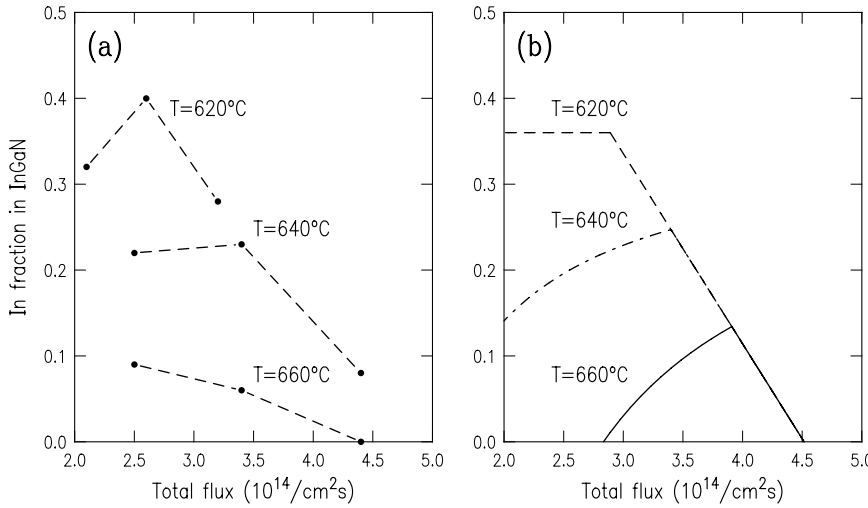 (a)
In fraction in InGaN
0.5
0.4
0.3
0.2
0.1
0.0
T=620°C
T=640°C
T=660°C
2.0 2.5 3.0 3.5 4.0 4.5 5.0
Total flux (10¹⁴/cm²s)
(b)
0.5
0.4
0.3
0.2
0.1
0.0
T=620°C
T=640°C
T=660°C
2.0 2.5 3.0 3.5 4.0 4.5 5.0
Total flux (10¹⁴/cm²s)